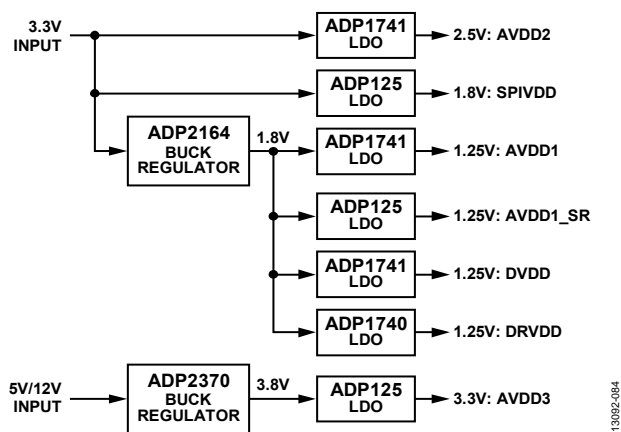 3.3V
INPUT
ADP1741
LDO
2.5V: AVDD2
ADP125
LDO
1.8V: SPIVDD
ADP2164
BUCK
REGULATOR
1.8V
ADP1741
LDO
1.25V: AVDD1
ADP125
LDO
1.25V: AVDD1_SR
ADP1741
LDO
1.25V: DVDD
ADP1740
LDO
1.25V: DRVDD
5V/12V
INPUT
ADP2370
BUCK
REGULATOR
3.8V
ADP125
LDO
3.3V: AVDD3
13092-084